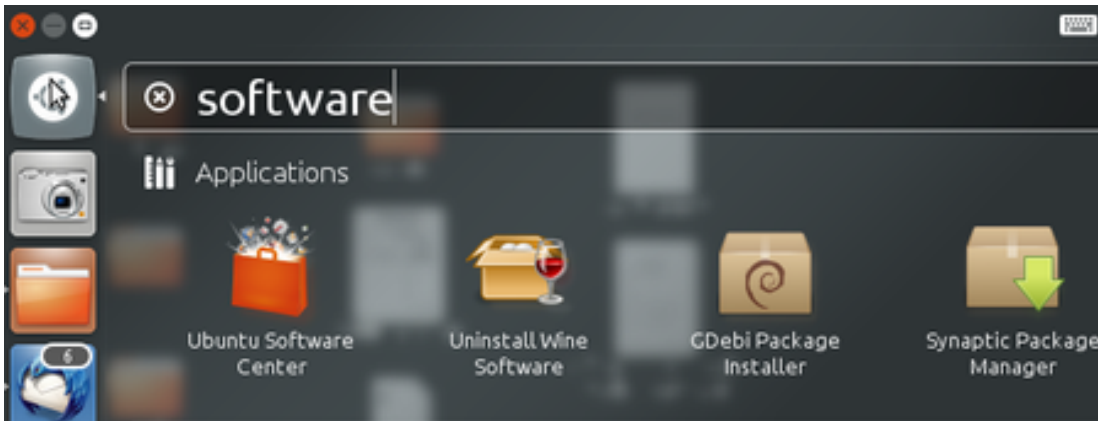 software
Applications
Ubuntu Software
Center
Uninstall Wine
Software
GDebi Package
Installer
Synaptic Package
Manager
6